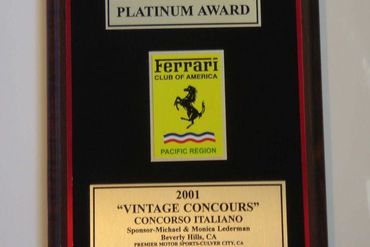 PLATINUM AWARD
Ferrari
CLUB OF AMERICA
PACIFIC REGION
2001
"VINTAGE CONCOURS"
CONCORSO ITALIANO
Sponsor-Michael & Monica Lederman
Beverly Hills, CA
PREMIER MOTOR SPORTS-CULVER CITY, CA